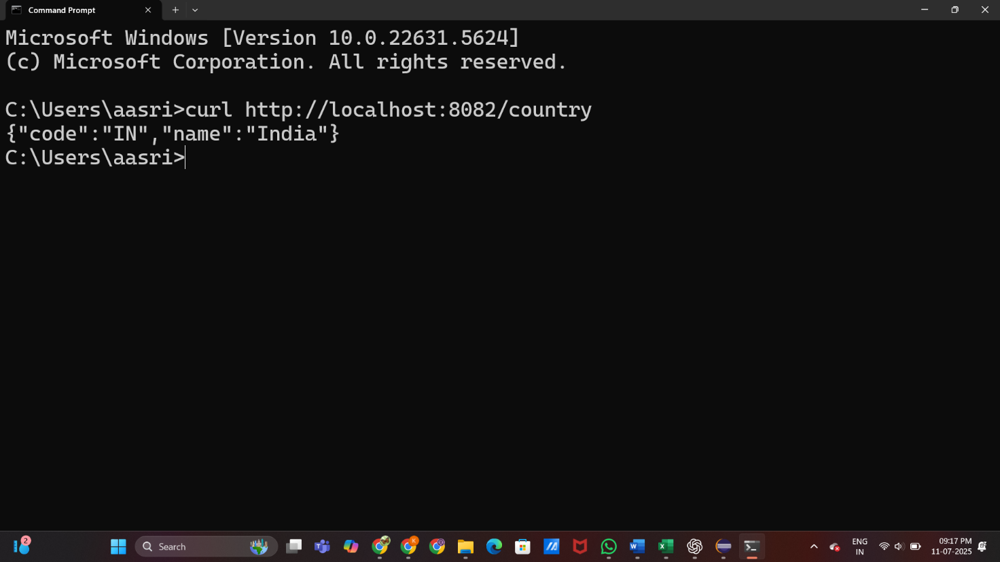 Command Prompt
Microsoft Windows [Version 10.0.22631.5624]
(c) Microsoft Corporation. All rights reserved.
C:\Users\aasri>curl http://localhost:8082/country
{"code":"IN","name":"India"}
C:\Users\aasri>
2
Search
K
ENG
IN
09:17 PM
11-07-2025